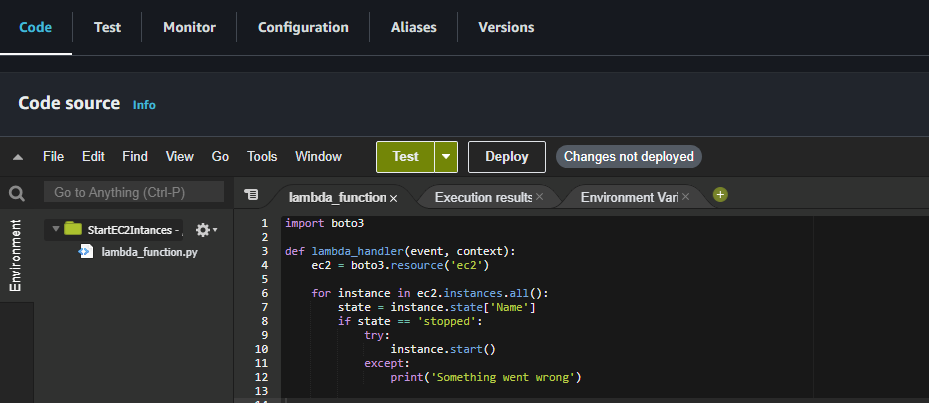 Code Test Monitor Configuration Aliases Versions
Code source Info
File Edit Find View Go Tools Window Test Deploy Changes not deployed
Go to Anything (Ctrl-P) lambda_function Execution results Environment Vari
Environment
StartEC2Intances -
lambda_function.py
1 import boto3
2
3 def lambda_handler(event, context):
4     ec2 = boto3.resource('ec2')
5
6     for instance in ec2.instances.all():
7         state = instance.state['Name']
8         if state == 'stopped':
9             try:
10                 instance.start()
11             except:
12                 print('Something went wrong')
13